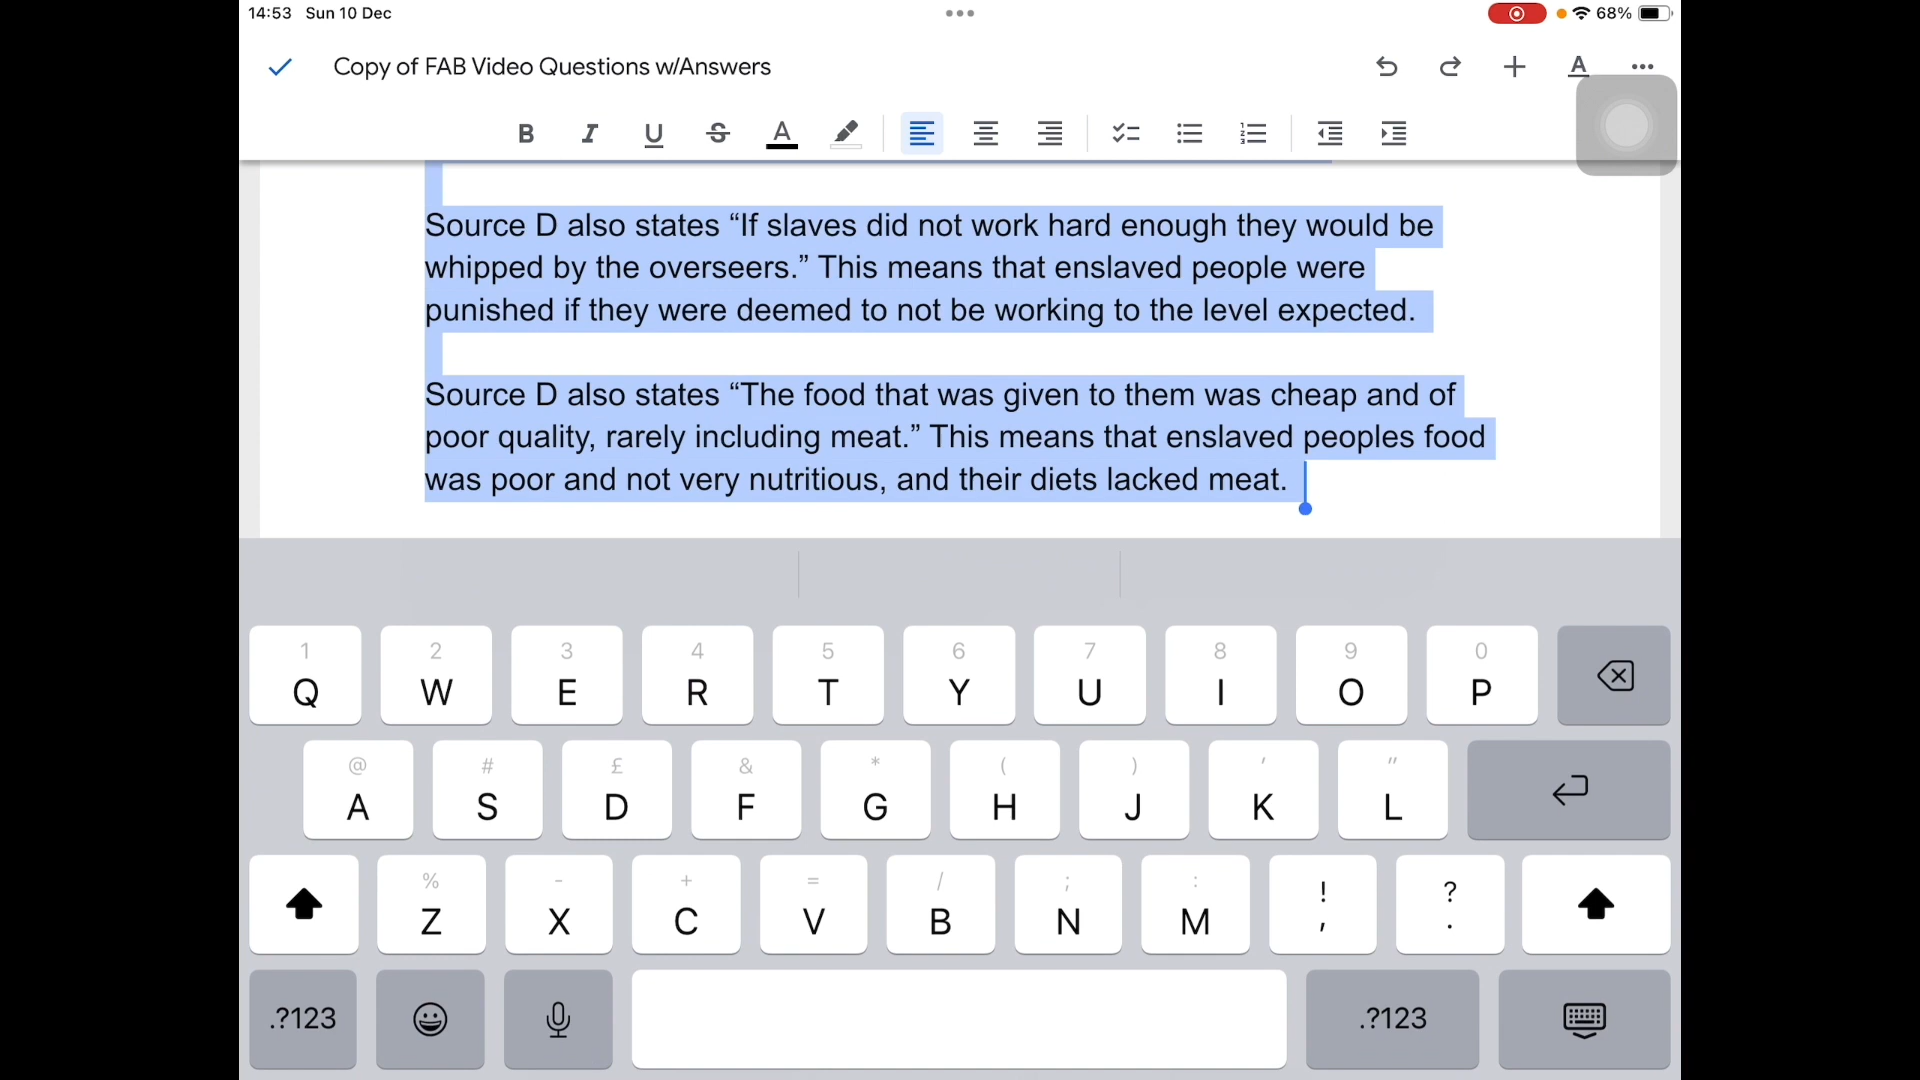 14:53 Sun 10 Dec 68%
Copy of FAB Video Questions w/Answers
B I U S A
Source D also states “If slaves did not work hard enough they would be
whipped by the overseers.” This means that enslaved people were
punished if they were deemed to not be working to the level expected.
Source D also states “The food that was given to them was cheap and of
poor quality, rarely including meat.” This means that enslaved peoples food
was poor and not very nutritious, and their diets lacked meat.
1 2 3 4 5 6 7 8 9 0
Q W E R T Y U I O P
@ # £ & * ( ) ' "
A S D F G H J K L
% - + = / ; : ! ?
Z X C V B N M , .
.?123 .?123